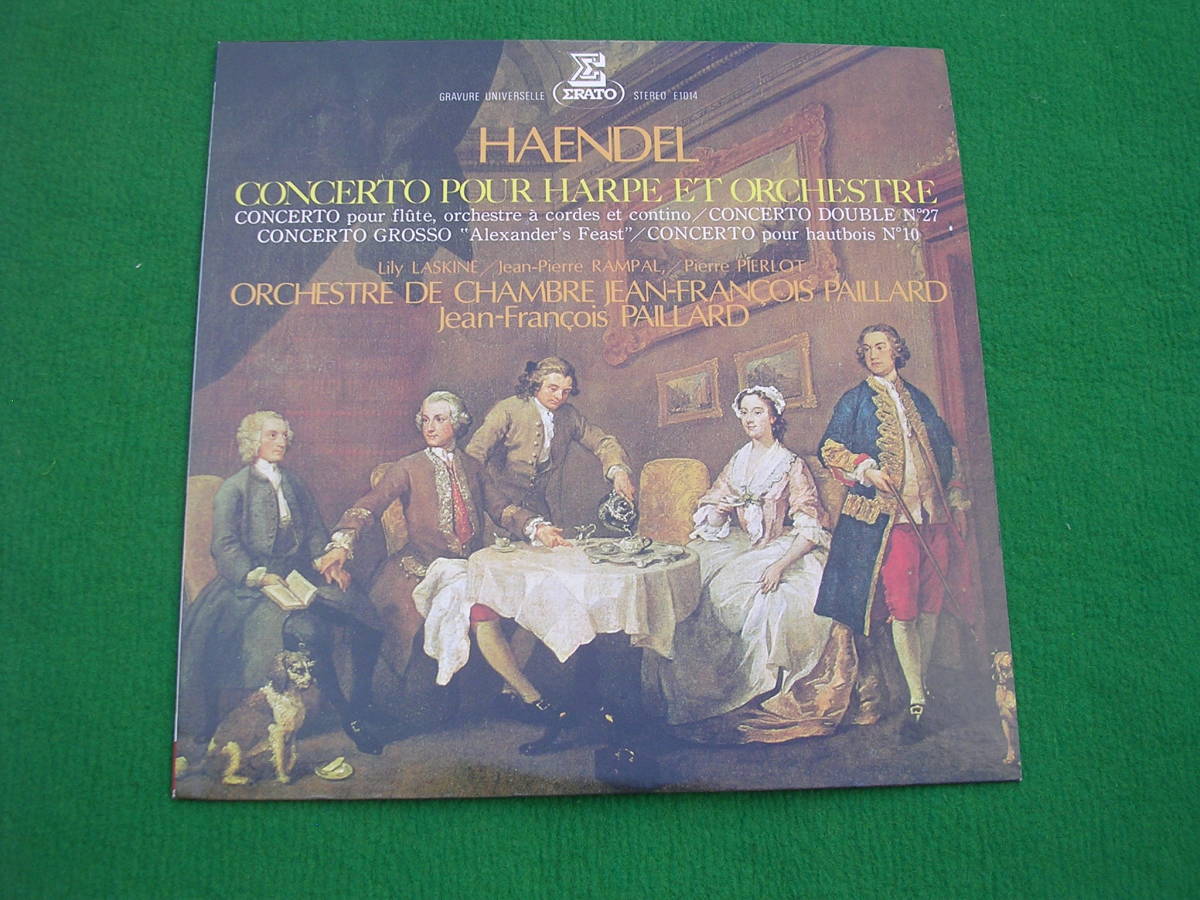 GRAVURE UNIVERSELLE ERATO STEREO E1014
HAENDEL
CONCERTO POUR HARPE ET ORCHESTRE
CONCERTO pour flûte, orchestre à cordes et contino/CONCERTO DOUBLE N°27
CONCERTO GROSSO "Alexander's Feast"/CONCERTO pour hautbois N°10
Lily LASKINE/Jean-Pierre RAMPAL,/Pierre PIERLOT
ORCHESTRE DE CHAMBRE JEAN-FRANÇOIS PAILLARD
Jean-François PAILLARD